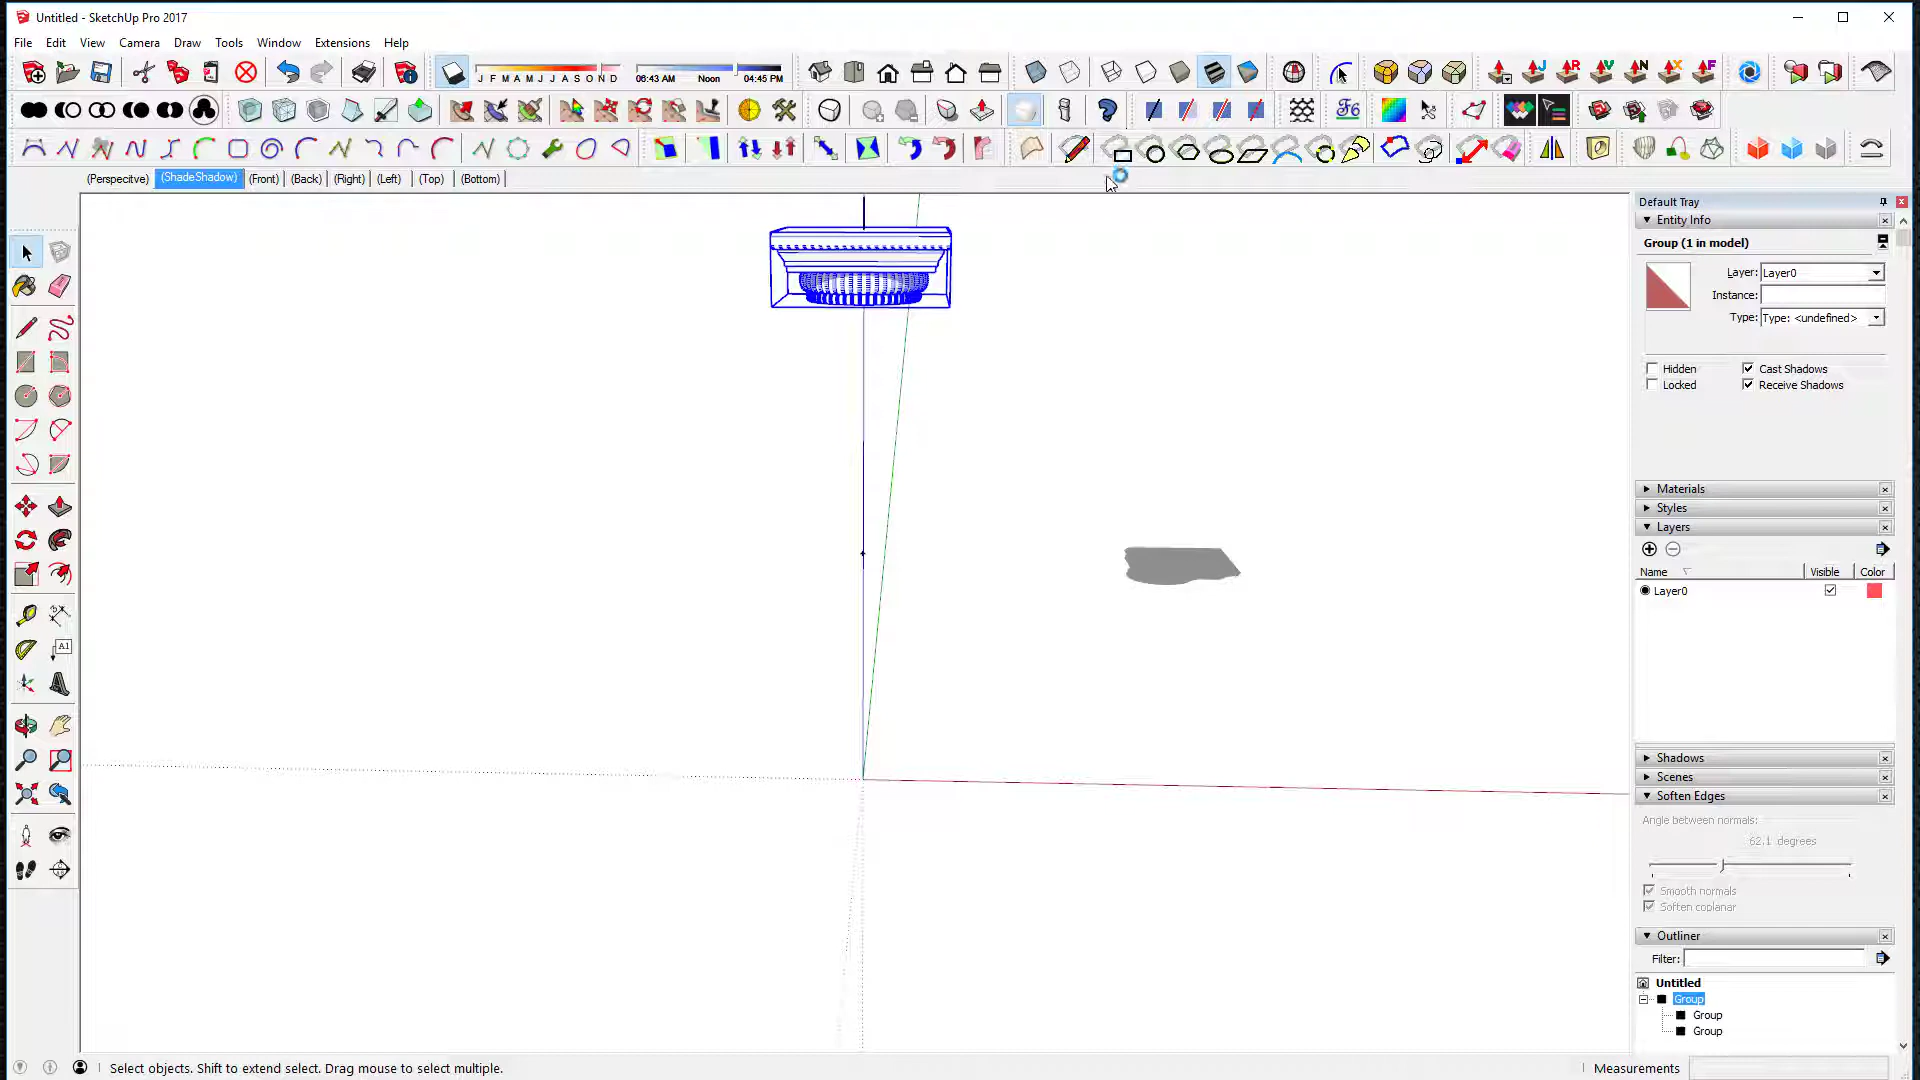 Untitled - SketchUp Pro 2017
File Edit View Camera Draw Tools Window Extensions Help
J F M A M J J A S O N D
06:43 AM Noon 04:45 PM
J R V N X F
F6
(Perspective) (ShadeShadow) (Front) (Back) (Right) (Left) (Top) (Bottom)
Default Tray
Entity Info
Group (1 in model)
Layer: Layer0
Instance:
Type: Type: <undefined>
Hidden Cast Shadows
Locked Receive Shadows
Materials
Styles
Layers
Name Visible Color
Layer0
A1
Shadows
Scenes
Soften Edges
Angle between normals:
62.1 degrees
Smooth normals
Soften coplanar
Outliner
Filter:
Untitled
Group
Group
Group
Select objects. Shift to extend select. Drag mouse to select multiple.
Measurements